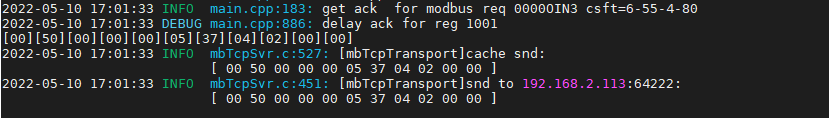 2022-05-10 17:01:33 INFO  main.cpp:183: get ack  for modbus req 0000OIN3 csft=6-55-4-80
2022-05-10 17:01:33 DEBUG main.cpp:886: delay ack for reg 1001
[00][50][00][00][00][05][37][04][02][00][00]
2022-05-10 17:01:33 INFO  mbTcpSvr.c:527: [mbTcpTransport]cache snd:
[ 00 50 00 00 00 05 37 04 02 00 00 ]
2022-05-10 17:01:33 INFO  mbTcpSvr.c:451: [mbTcpTransport]snd to 192.168.2.113:64222:
[ 00 50 00 00 00 05 37 04 02 00 00 ]